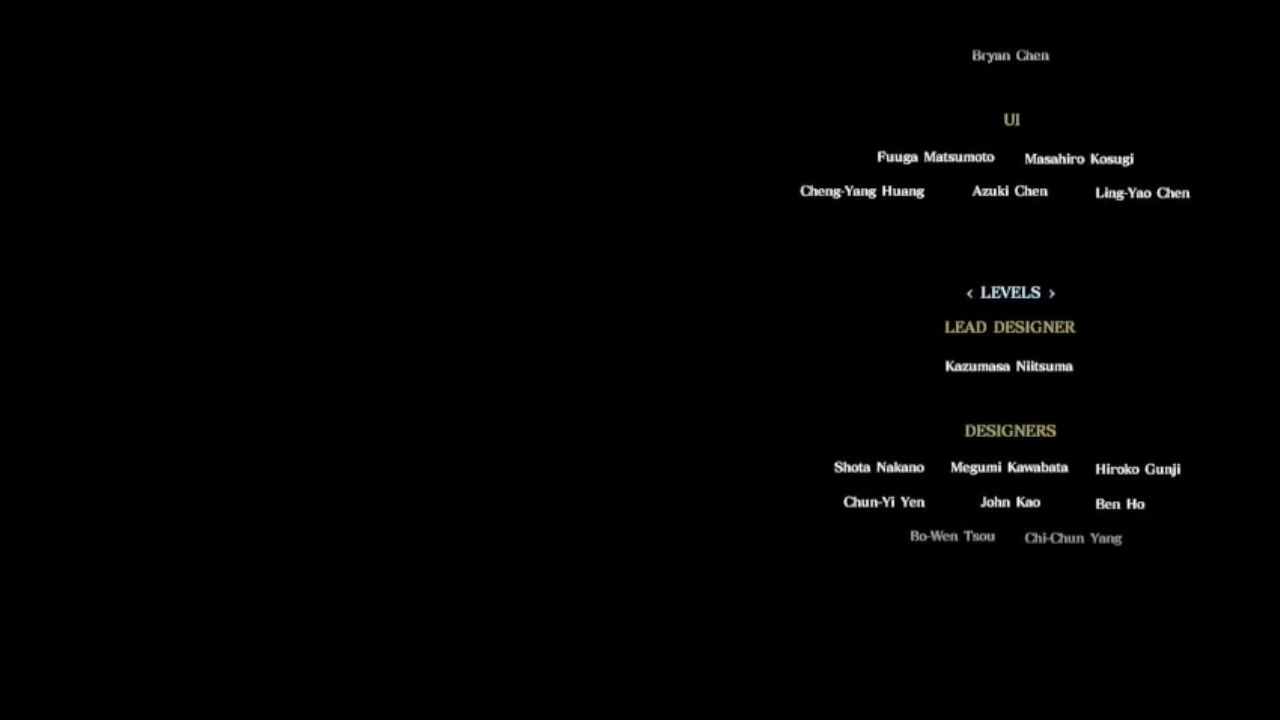 Bryan Chen
UI
Fuuga Matsumoto Masahiro Kosugi
Cheng-Yang Huang Azuki Chen Ling-Yao Chen
‹ LEVELS ›
LEAD DESIGNER
Kazumasa Niitsuma
DESIGNERS
Shota Nakano Megumi Kawabata Hiroko Gunji
Chun-Yi Yen John Kao Ben Ho
Bo-Wen Tsou Chi-Chun Yang